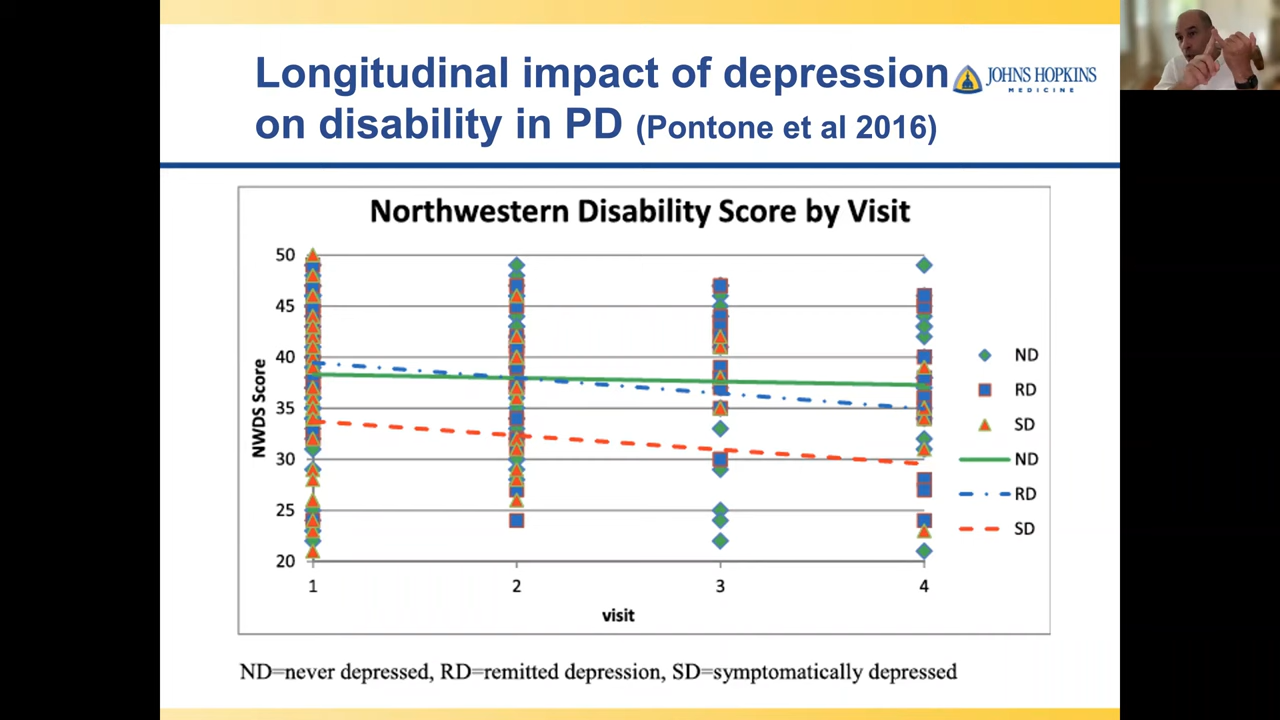 Longitudinal impact of depression
on disability in PD (Pontone et al 2016)
JOHNS HOPKINS
MEDICINE
Northwestern Disability Score by Visit
50
45
40
35
30
25
20
NWDS Score
1 2 3 4
visit
ND
RD
SD
ND
RD
SD
ND=never depressed, RD=remitted depression, SD=symptomatically depressed